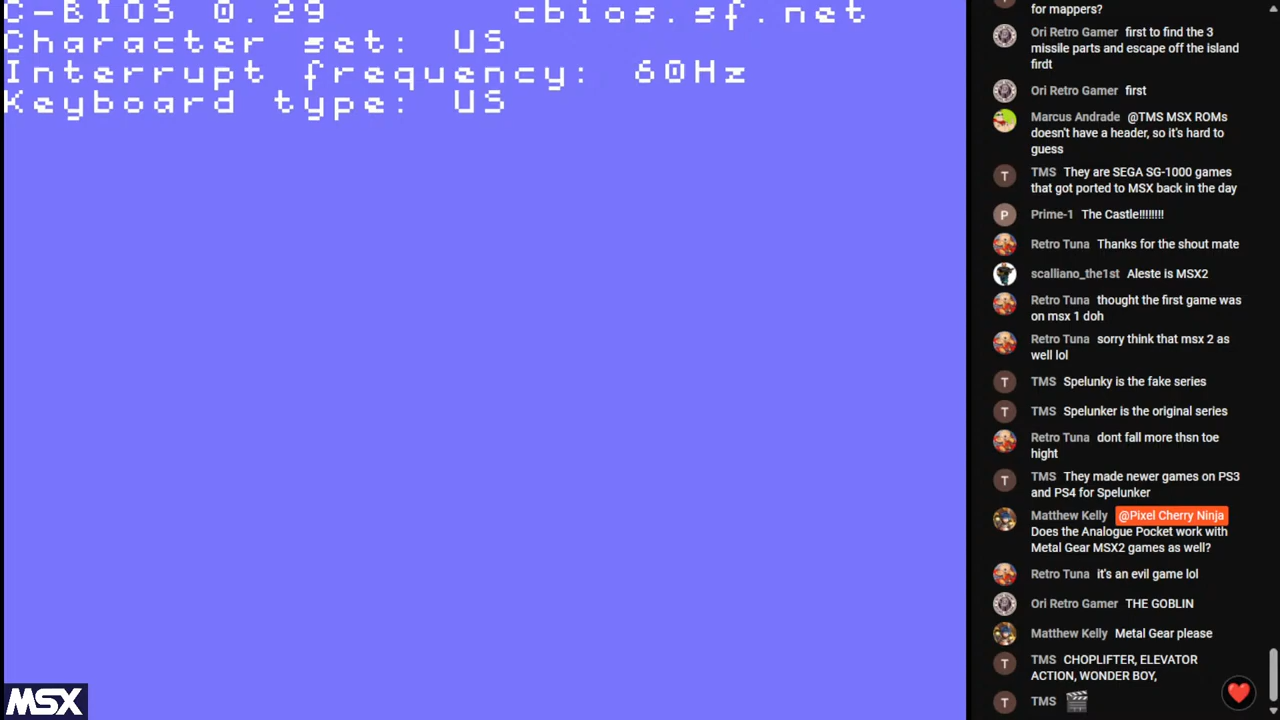 C-BIOS 0.29 cbios.sf.net
Character set: US
Interrupt frequency: 60Hz
Keyboard type: US
MSX
for mappers?
Ori Retro Gamer first to find the 3
missile parts and escape off the island
firdt
Ori Retro Gamer first
Marcus Andrade @TMS MSX ROMs
doesn't have a header, so it's hard to
guess
T TMS They are SEGA SG-1000 games
that got ported to MSX back in the day
P Prime-1 The Castle!!!!!!!!
Retro Tuna Thanks for the shout mate
scalliano_the1st Aleste is MSX2
Retro Tuna thought the first game was
on msx 1 doh
Retro Tuna sorry think that msx 2 as
well lol
T TMS Spelunky is the fake series
T TMS Spelunker is the original series
Retro Tuna dont fall more thsn toe
hight
T TMS They made newer games on PS3
and PS4 for Spelunker
Matthew Kelly @Pixel Cherry Ninja
Does the Analogue Pocket work with
Metal Gear MSX2 games as well?
Retro Tuna it's an evil game lol
Ori Retro Gamer THE GOBLIN
Matthew Kelly Metal Gear please
T TMS CHOPLIFTER, ELEVATOR
ACTION, WONDER BOY,
T TMS 🎬